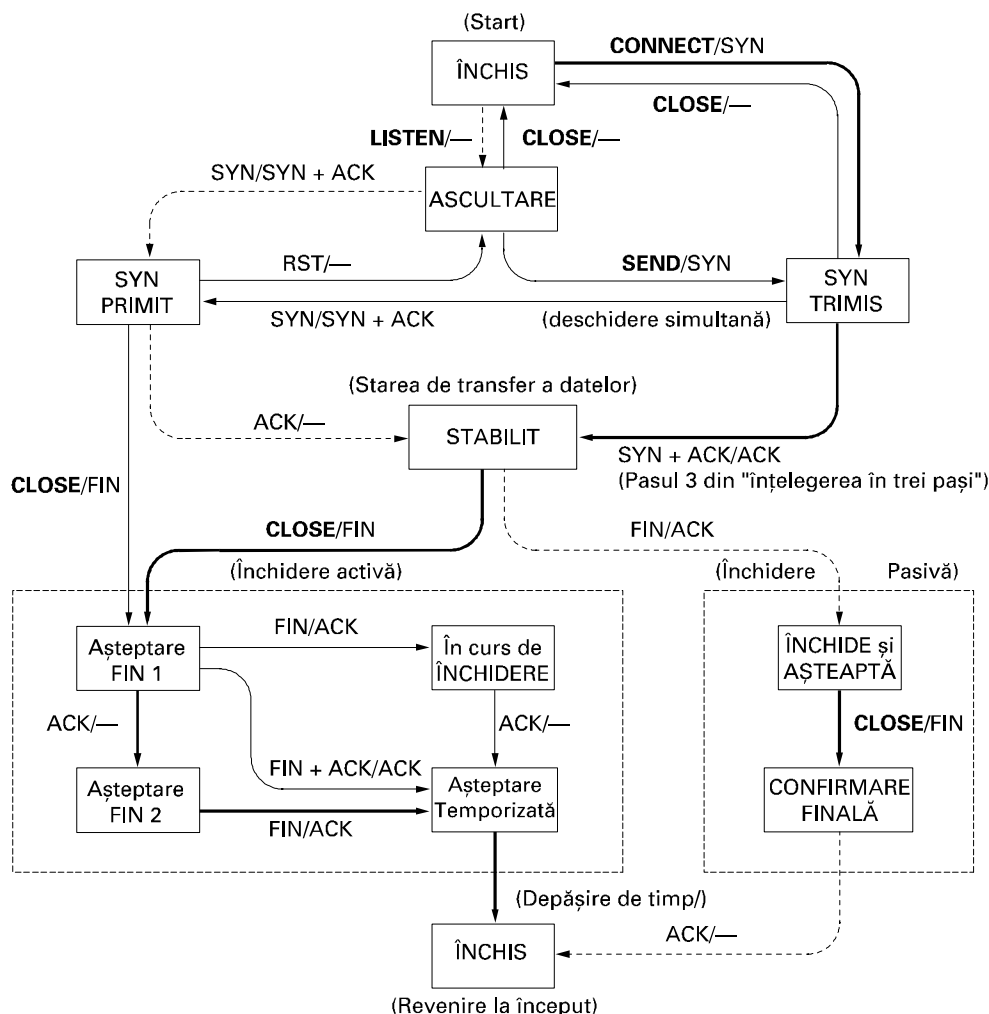 (Start)
CONNECT/SYN
ÎNCHIS
CLOSE/—
LISTEN/—
CLOSE/—
SYN/SYN + ACK
ASCULTARE
RST/—
SEND/SYN
SYN
PRIMIT
SYN
TRIMIS
SYN/SYN + ACK
(deschidere simultană)
(Starea de transfer a datelor)
ACK/—
STABILIT
SYN + ACK/ACK
(Pasul 3 din "înțelegerea în trei pași")
CLOSE/FIN
CLOSE/FIN
FIN/ACK
(Închidere activă)
(Închidere Pasivă)
FIN/ACK
Așteptare
FIN 1
În curs de
ÎNCHIDERE
ÎNCHIDE și
AȘTEAPTĂ
ACK/—
ACK/—
CLOSE/FIN
FIN + ACK/ACK
Așteptare
FIN 2
Așteptare
Temporizată
CONFIRMARE
FINALĂ
FIN/ACK
(Depășire de timp/)
ACK/—
ÎNCHIS
(Revenire la început)